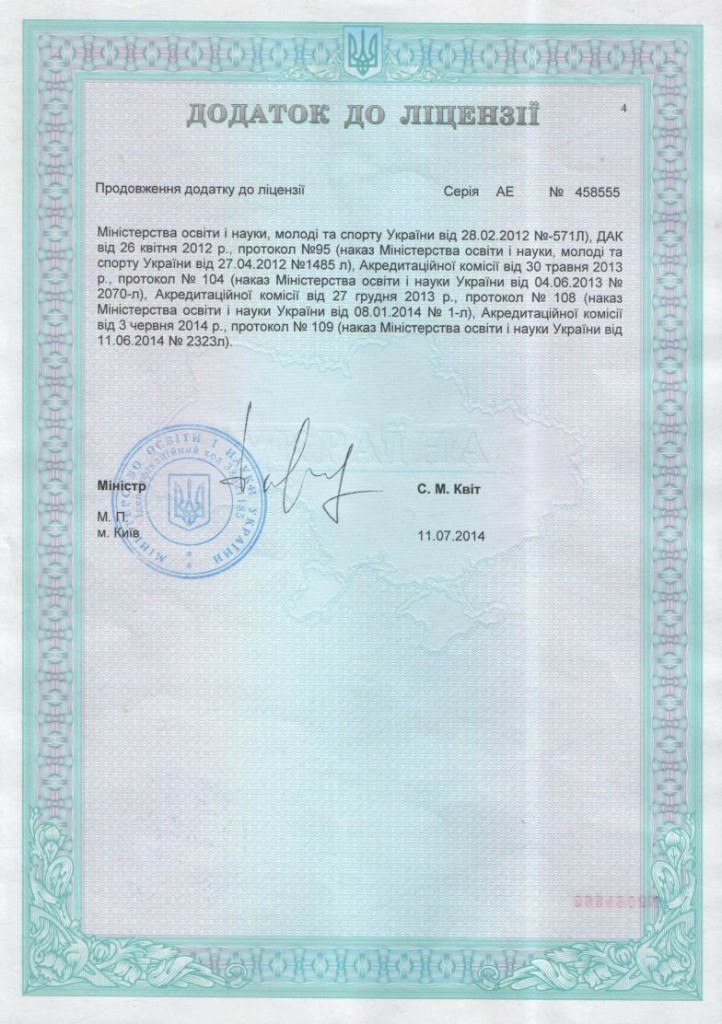 4
ДОДАТОК ДО ЛІЦЕНЗІЇ
Продовження додатку до ліцензії Серія АЕ № 458555
Міністерства освіти і науки, молоді та спорту України від 28.02.2012 №-571Л), ДАК
від 26 квітня 2012 р., протокол №95 (наказ Міністерства освіти і науки, молоді та
спорту України від 27.04.2012 №1485 л), Акредитаційної комісії від 30 травня 2013
р., протокол № 104 (наказ Міністерства освіти і науки України від 04.06.2013 №
2070-л), Акредитаційної комісії від 27 грудня 2013 р., протокол № 108 (наказ
Міністерства освіти і науки України від 08.01.2014 № 1-л), Акредитаційної комісії
від 3 червня 2014 р., протокол № 109 (наказ Міністерства освіти і науки України від
11.06.2014 № 2323л).
УКРАЇНА
МІНІСТЕРСТВО ОСВІТИ І НАУКИ УКРАЇНИ
Міністр С. М. Квіт
М. П.
м. Київ 11.07.2014